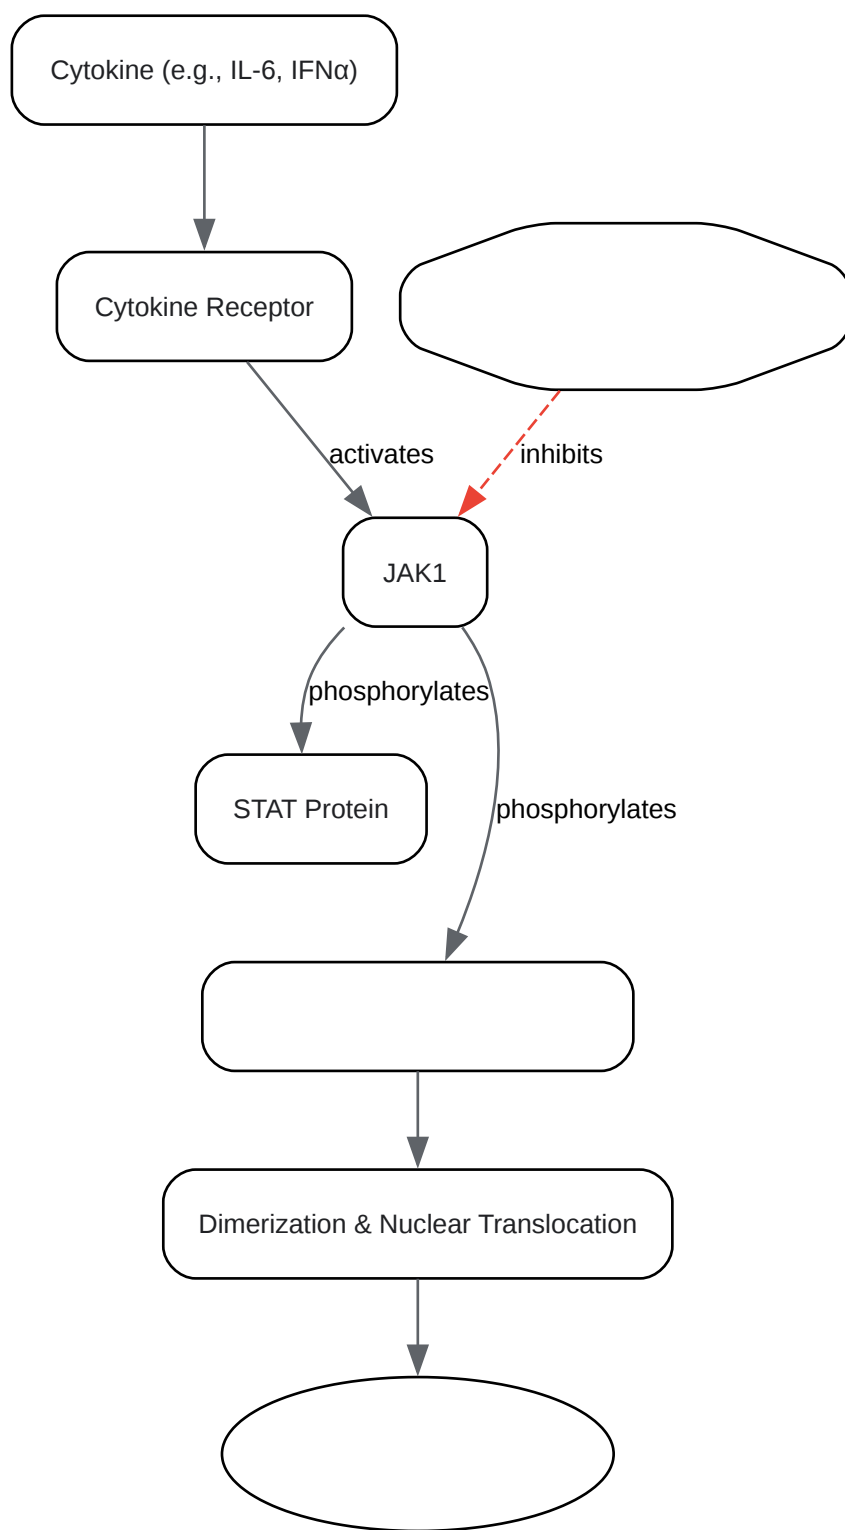 Cytokine (e.g., IL-6, IFNα)
Cytokine Receptor
activates
inhibits
JAK1
phosphorylates
STAT Protein
phosphorylates
Dimerization & Nuclear Translocation